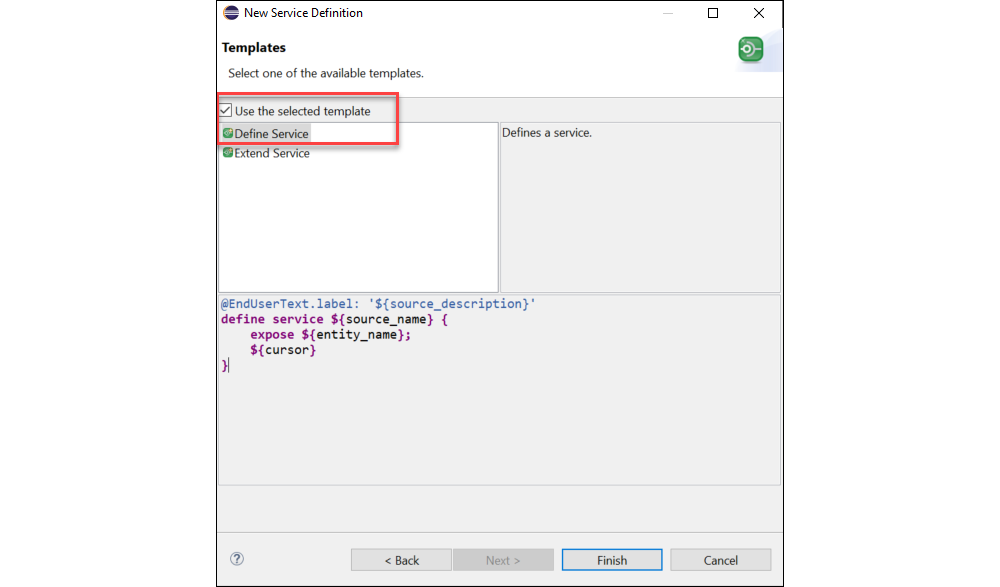 New Service Definition
Templates
Select one of the available templates.
Use the selected template
Define Service
Extend Service
Defines a service.
@EndUserText.label: '${source_description}'
define service ${source_name} {
    expose ${entity_name};
    ${cursor}
}
?
< Back
Next >
Finish
Cancel